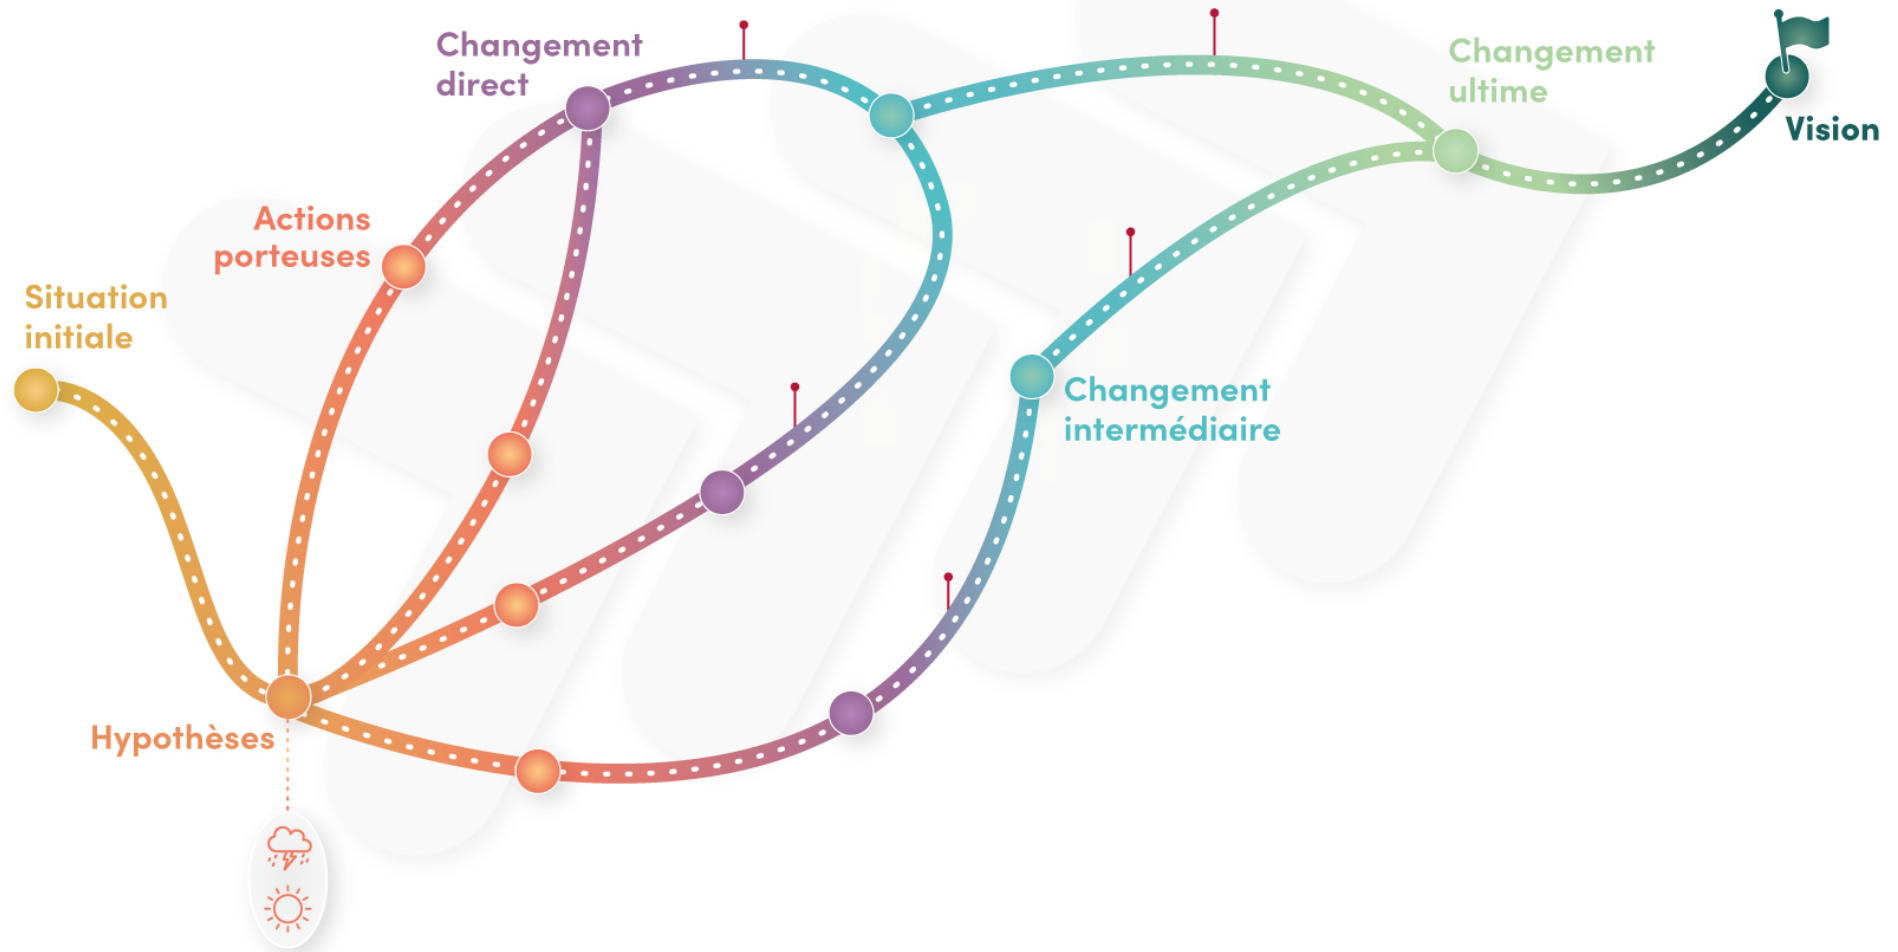 Situation
initiale
Hypothèses
Actions
porteuses
Changement
direct
Changement
intermédiaire
Changement
ultime
Vision